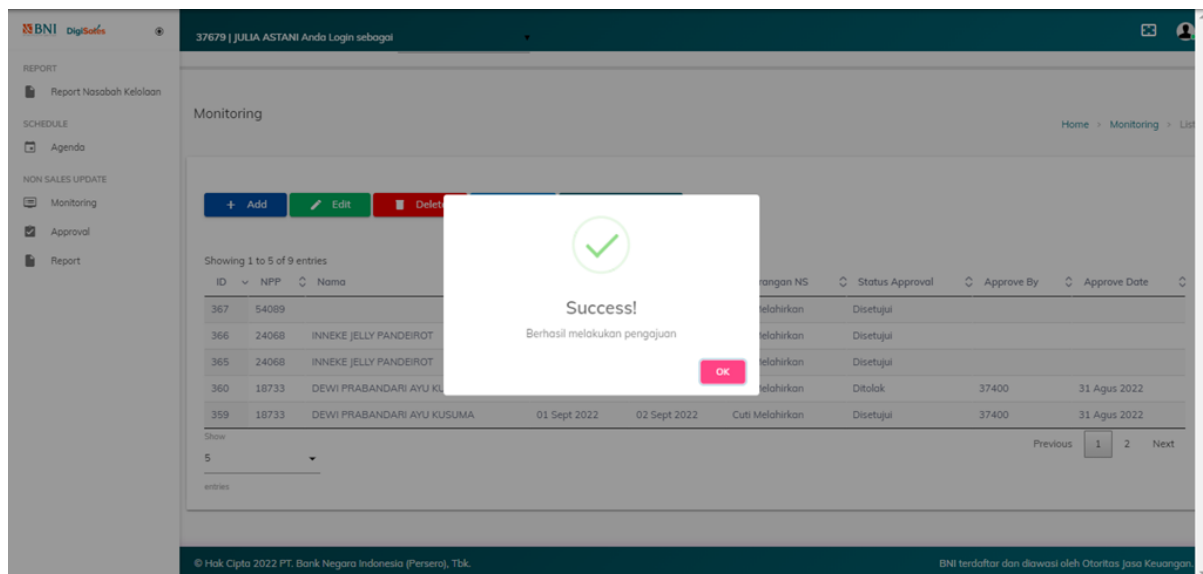 BNI DigiSales
37679 | JULIA ASTANI Anda Login sebagai
REPORT
Report Nasabah Kelolaan
SCHEDULE
Agenda
NON SALES UPDATE
Monitoring
Approval
Report
Monitoring
Home > Monitoring > List
+ Add Edit Delete
Showing 1 to 5 of 9 entries
ID NPP Nama rangan NS Status Approval Approve By Approve Date
367 54089 elahirkan Disetujui
366 24068 INNEKE JELLY PANDEIROT elahirkan Disetujui
365 24068 INNEKE JELLY PANDEIROT elahirkan Disetujui
360 18733 DEWI PRABANDARI AYU KU elahirkan Ditolak 37400 31 Agus 2022
359 18733 DEWI PRABANDARI AYU KUSUMA 01 Sept 2022 02 Sept 2022 Cuti Melahirkan Disetujui 37400 31 Agus 2022
Success!
Berhasil melakukan pengajuan
OK
Show
5
entries
Previous 1 2 Next
© Hak Cipta 2022 PT. Bank Negara Indonesia (Persero), Tbk.
BNI terdaftar dan diawasi oleh Otoritas Jasa Keuangan.